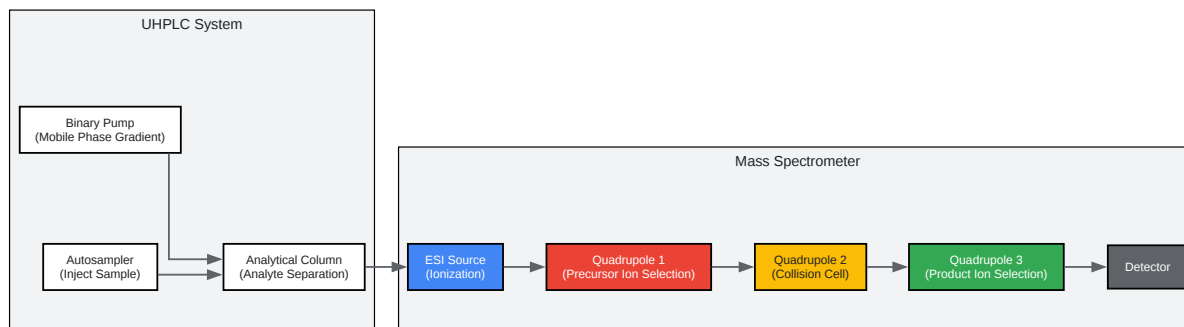 UHPLC System
Binary Pump
(Mobile Phase Gradient)
Autosampler
(Inject Sample)
Analytical Column
(Analyte Separation)
Mass Spectrometer
ESI Source
(Ionization)
Quadrupole 1
(Precursor Ion Selection)
Quadrupole 2
(Collision Cell)
Quadrupole 3
(Product Ion Selection)
Detector